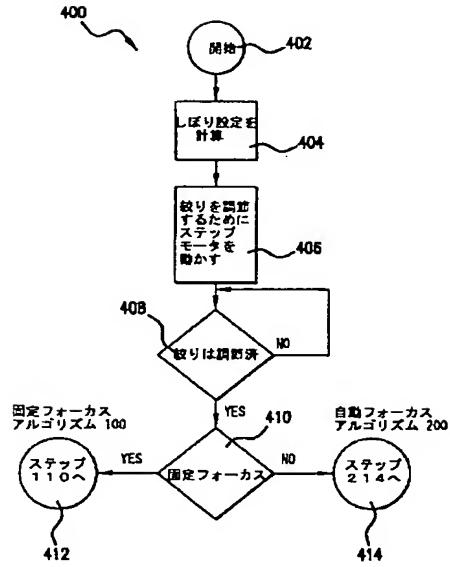 400
開始
402
しぼり設定を
計算
404
絞りを調節
するために
ステップ
モータを
動かす
406
408
絞りは調節済
NO
YES
固定フォーカス
アルゴリズム 100
410
自動フォーカス
アルゴリズム 200
ステップ
110へ
YES
固定フォーカス
NO
ステップ
214へ
412
414